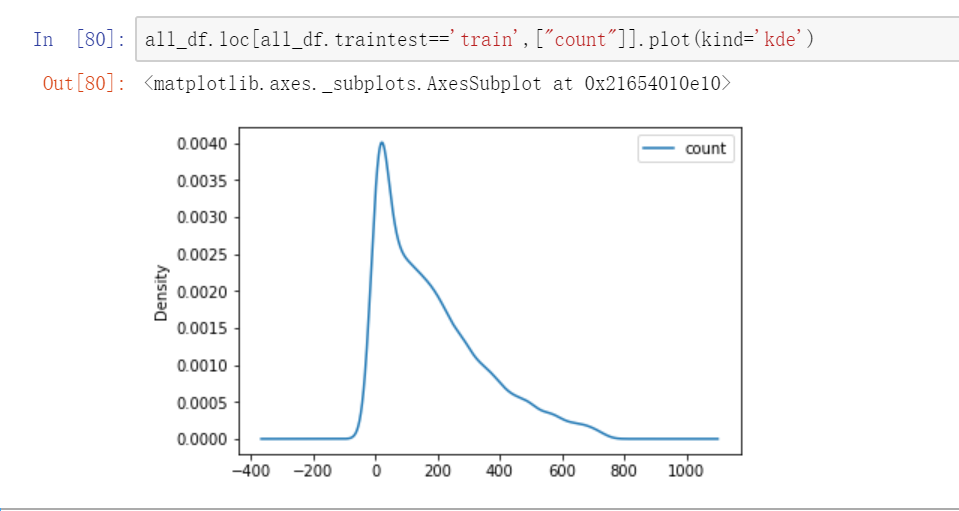 In [80]: all_df.loc[all_df.traintest=='train',["count"]].plot(kind='kde')
Out[80]: <matplotlib.axes._subplots.AxesSubplot at 0x21654010e10>
count
0.0040
0.0035
0.0030
0.0025
0.0020
0.0015
0.0010
0.0005
0.0000
Density
−400 −200 0 200 400 600 800 1000